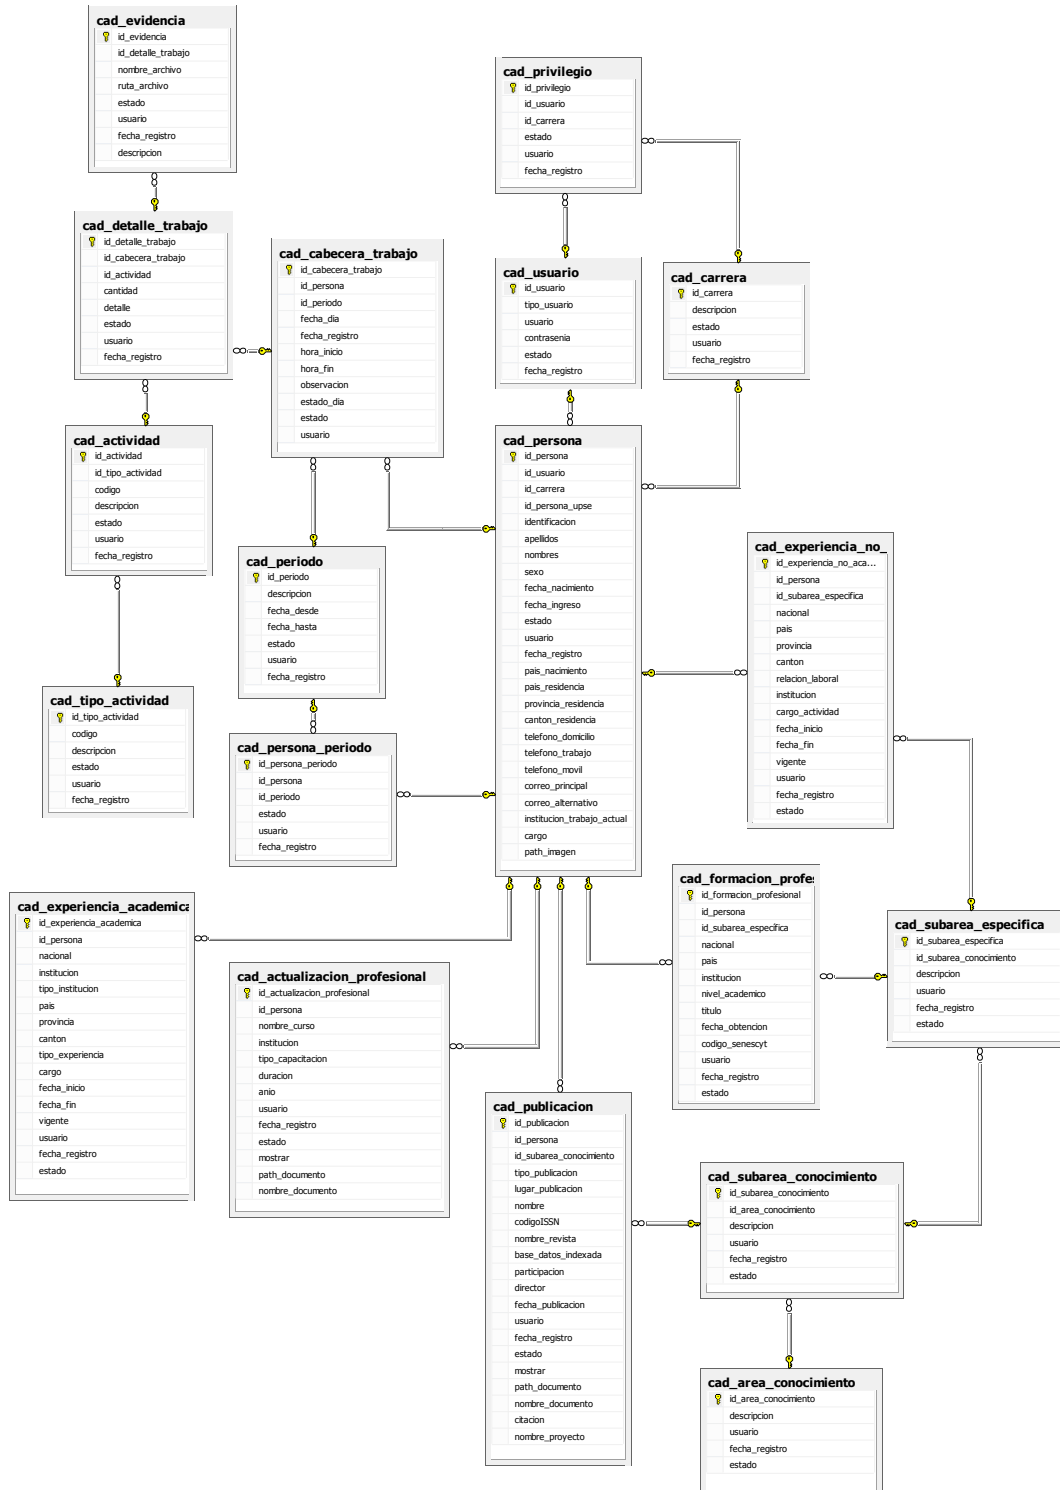 cad_evidencia
id_evidencia
id_detalle_trabajo
nombre_archivo
ruta_archivo
estado
usuario
fecha_registro
descripcion
cad_privilegio
id_privilegio
id_usuario
id_carrera
estado
usuario
fecha_registro
cad_detalle_trabajo
id_detalle_trabajo
id_cabecera_trabajo
id_actividad
cantidad
detalle
estado
usuario
fecha_registro
cad_cabecera_trabajo
id_cabecera_trabajo
id_persona
id_periodo
fecha_dia
fecha_registro
hora_inicio
hora_fin
observacion
estado_dia
estado
usuario
cad_usuario
id_usuario
tipo_usuario
usuario
contrasenia
estado
fecha_registro
cad_carrera
id_carrera
descripcion
estado
usuario
fecha_registro
cad_actividad
id_actividad
id_tipo_actividad
codigo
descripcion
estado
usuario
fecha_registro
cad_persona
id_persona
id_usuario
id_carrera
id_persona_upse
identificacion
apellidos
nombres
sexo
fecha_nacimiento
fecha_ingreso
estado
usuario
fecha_registro
pais_nacimiento
pais_residencia
provincia_residencia
canton_residencia
telefono_domicilio
telefono_trabajo
telefono_movil
correo_principal
correo_alternativo
institucion_trabajo_actual
cargo
path_imagen
cad_periodo
id_periodo
descripcion
fecha_desde
fecha_hasta
estado
usuario
fecha_registro
cad_experiencia_no_
id_experiencia_no_aca...
id_persona
id_subarea_especifica
nacional
pais
provincia
canton
relacion_laboral
institucion
cargo_actividad
fecha_inicio
fecha_fin
vigente
usuario
fecha_registro
estado
cad_tipo_actividad
id_tipo_actividad
codigo
descripcion
estado
usuario
fecha_registro
cad_persona_periodo
id_persona_periodo
id_persona
id_periodo
estado
usuario
fecha_registro
cad_experiencia_academica
id_experiencia_academica
id_persona
nacional
institucion
tipo_institucion
pais
provincia
canton
tipo_experiencia
cargo
fecha_inicio
fecha_fin
vigente
usuario
fecha_registro
estado
cad_actualizacion_profesional
id_actualizacion_profesional
id_persona
nombre_curso
institucion
tipo_capacitacion
duracion
anio
usuario
fecha_registro
estado
mostrar
path_documento
nombre_documento
cad_formacion_profes
id_formacion_profesional
id_persona
id_subarea_especifica
nacional
pais
institucion
nivel_academico
titulo
fecha_obtencion
codigo_senescyt
usuario
fecha_registro
estado
cad_subarea_especifica
id_subarea_especifica
id_subarea_conocimiento
descripcion
usuario
fecha_registro
estado
cad_publicacion
id_publicacion
id_persona
id_subarea_conocimiento
tipo_publicacion
lugar_publicacion
nombre
codigoISSN
nombre_revista
base_datos_indexada
participacion
director
fecha_publicacion
usuario
fecha_registro
estado
mostrar
path_documento
nombre_documento
citacion
nombre_proyecto
cad_subarea_conocimiento
id_subarea_conocimiento
id_area_conocimiento
descripcion
usuario
fecha_registro
estado
cad_area_conocimiento
id_area_conocimiento
descripcion
usuario
fecha_registro
estado